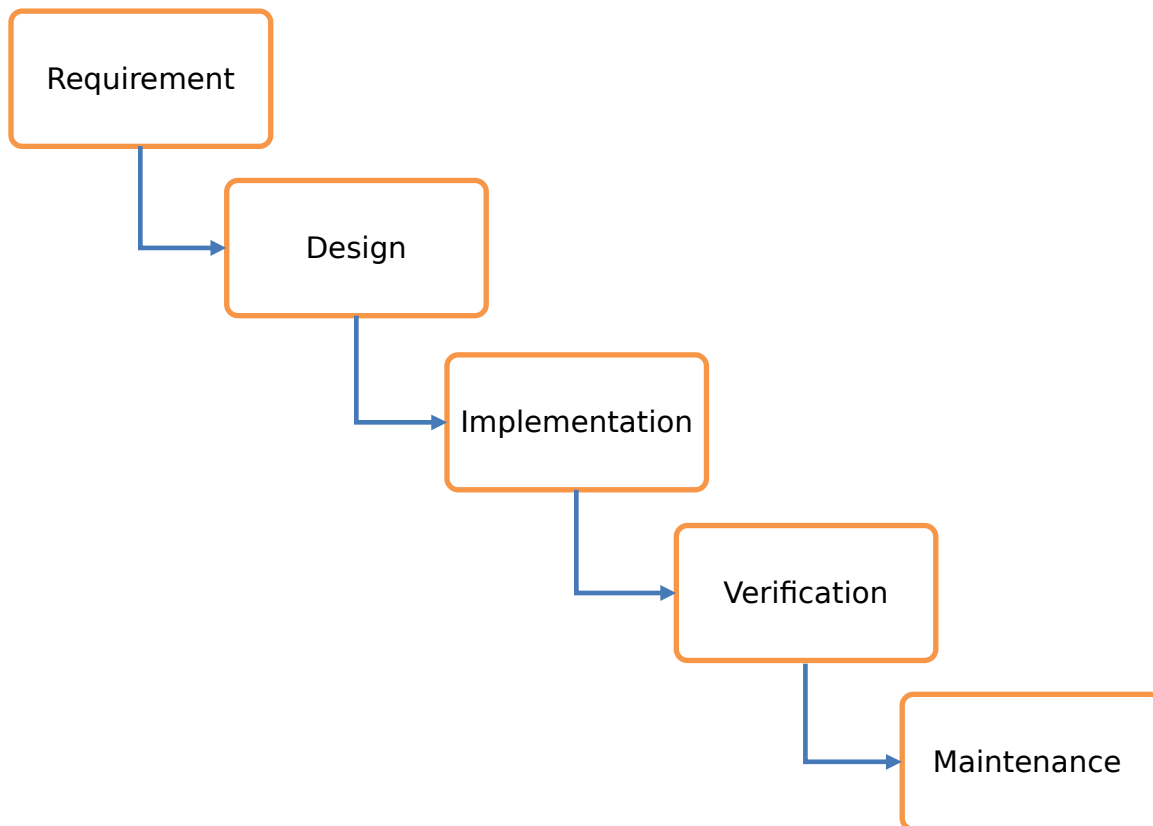 Requirement
Design
Implementation
Verification
Maintenance